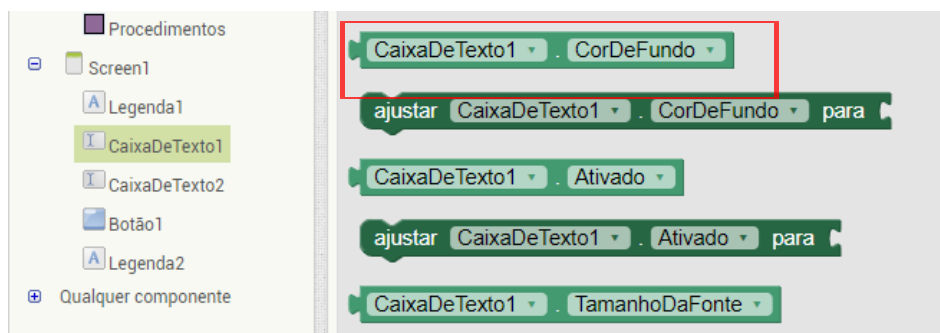 Procedimentos
Screen1
Legenda1
CaixaDeTexto1
CaixaDeTexto2
Botão1
Legenda2
Qualquer componente
CaixaDeTexto1 . CorDeFundo
ajustar CaixaDeTexto1 . CorDeFundo para
CaixaDeTexto1 . Ativado
ajustar CaixaDeTexto1 . Ativado para
CaixaDeTexto1 . TamanhoDaFonte